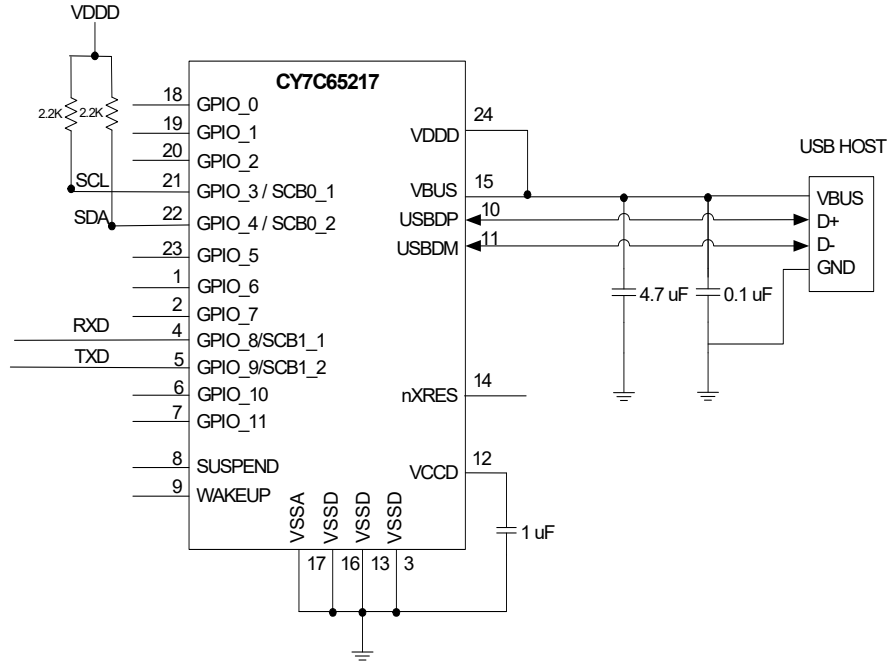 VDDD
CY7C65217
2.2K 2.2K
18 GPIO_0
19 GPIO_1
20 GPIO_2
SCL 21 GPIO_3 / SCB0_1
SDA 22 GPIO_4 / SCB0_2
23 GPIO_5
1 GPIO_6
2 GPIO_7
RXD 4 GPIO_8/SCB1_1
TXD 5 GPIO_9/SCB1_2
6 GPIO_10
7 GPIO_11
8 SUSPEND
9 WAKEUP
VDDD 24
VBUS 15
USBDP 10
USBDM 11
nXRES 14
VCCD 12
VSSA
VSSD
VSSD
VSSD
17 16 13 3
1 uF
4.7 uF
0.1 uF
USB HOST
VBUS
D+
D-
GND